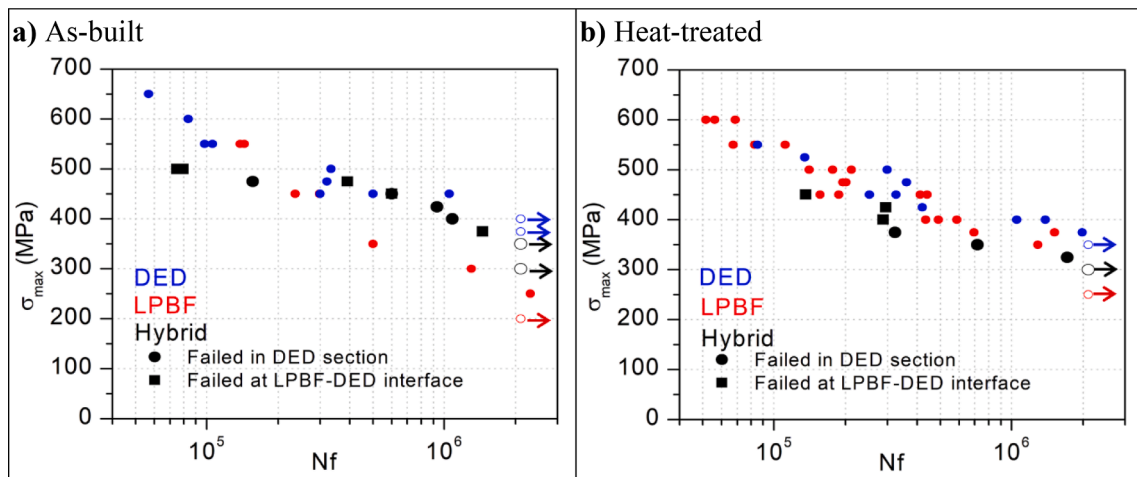 a) As-built
700
600
500
400
300
200
100
0
σmax (MPa)
DED
LPBF
Hybrid
Failed in DED section
Failed at LPBF-DED interface
10^5
10^6
Nf
b) Heat-treated
700
600
500
400
300
200
100
0
σmax (MPa)
DED
LPBF
Hybrid
Failed in DED section
Failed at LPBF-DED interface
10^5
10^6
Nf